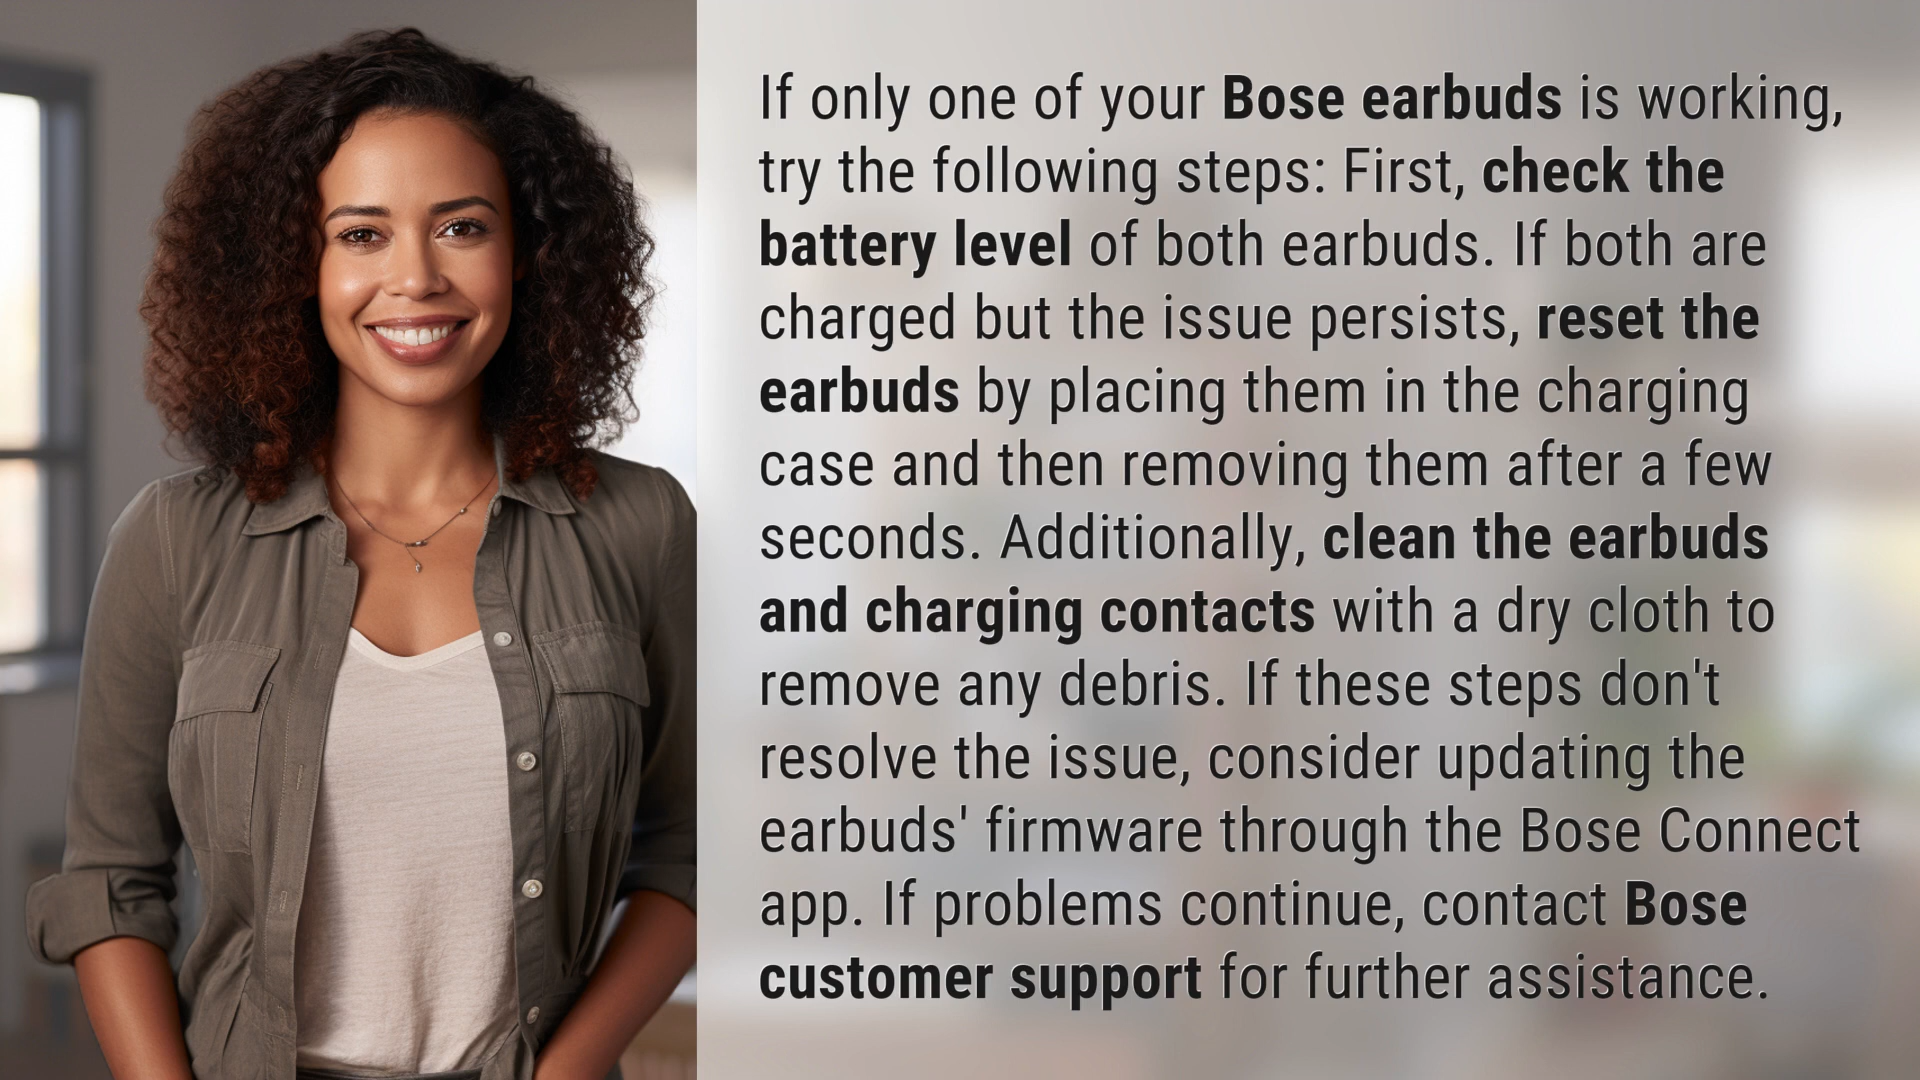 If only one of your Bose earbuds is working,
try the following steps: First, check the
battery level of both earbuds. If both are
charged but the issue persists, reset the
earbuds by placing them in the charging
case and then removing them after a few
seconds. Additionally, clean the earbuds
and charging contacts with a dry cloth to
remove any debris. If these steps don't
resolve the issue, consider updating the
earbuds' firmware through the Bose Connect
app. If problems continue, contact Bose
customer support for further assistance.